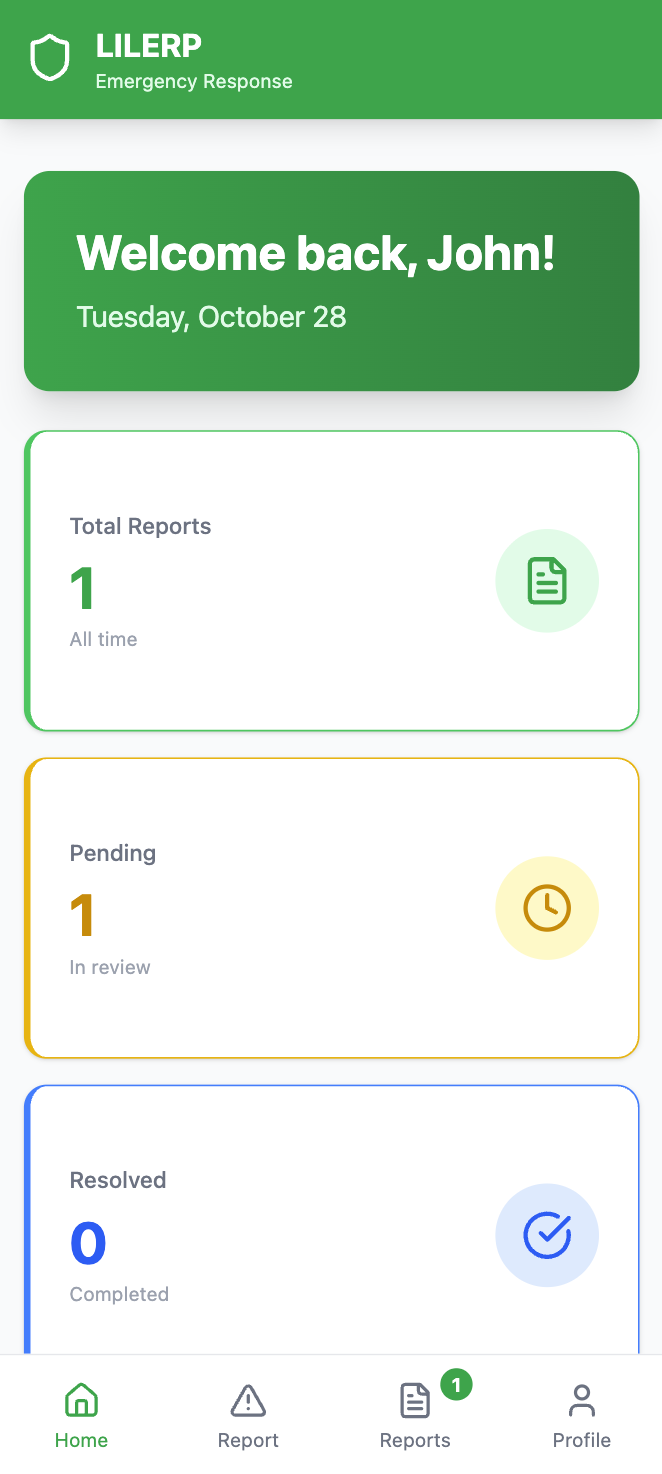 LILERP
Emergency Response
Welcome back, John!
Tuesday, October 28
Total Reports
1
All time
Pending
1
In review
Resolved
0
Completed
1
Home
Report
Reports
Profile